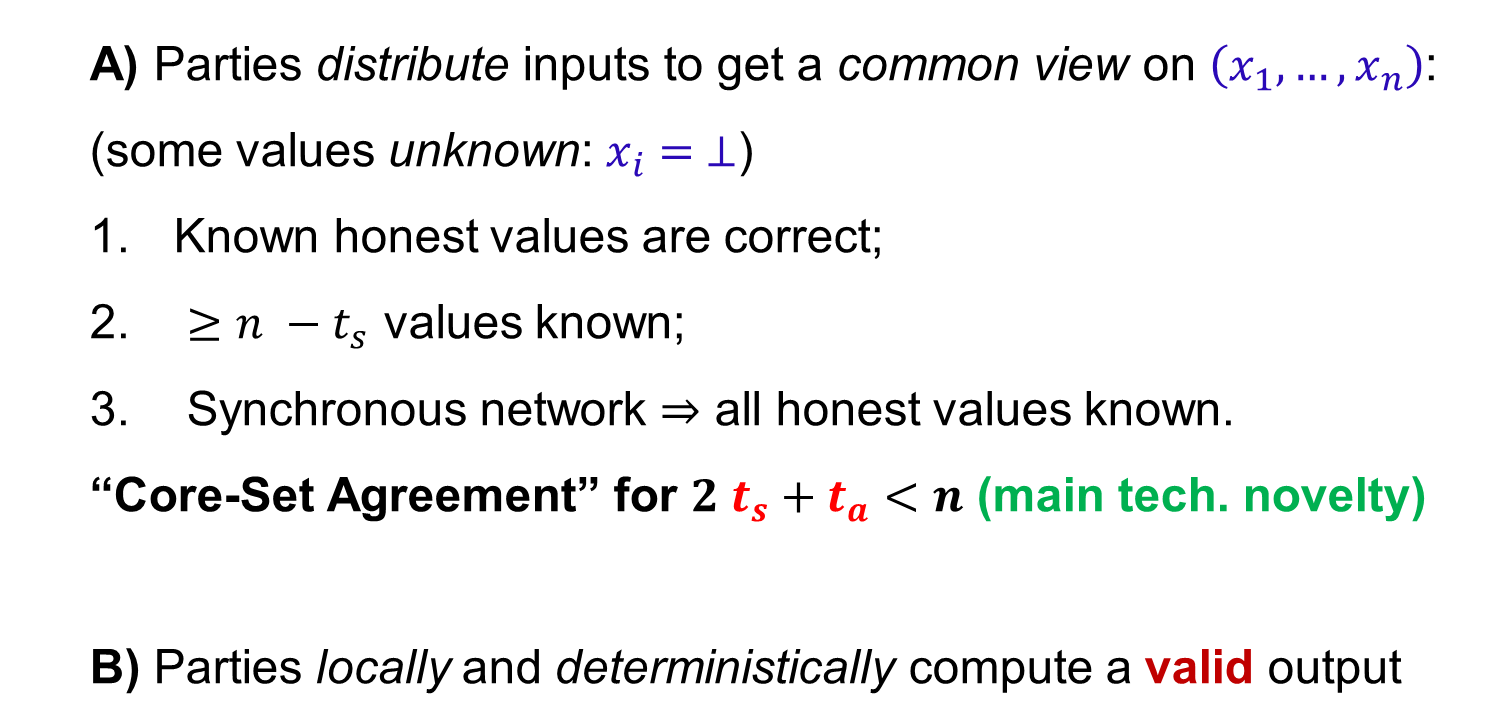 A) Parties distribute inputs to get a common view on (x₁, … , xₙ):
(some values unknown: xᵢ = ⊥)
1. Known honest values are correct;
2. ≥ n − tₛ values known;
3. Synchronous network ⇒ all honest values known.
“Core-Set Agreement” for 2 tₛ + tₐ < n (main tech. novelty)
B) Parties locally and deterministically compute a valid output